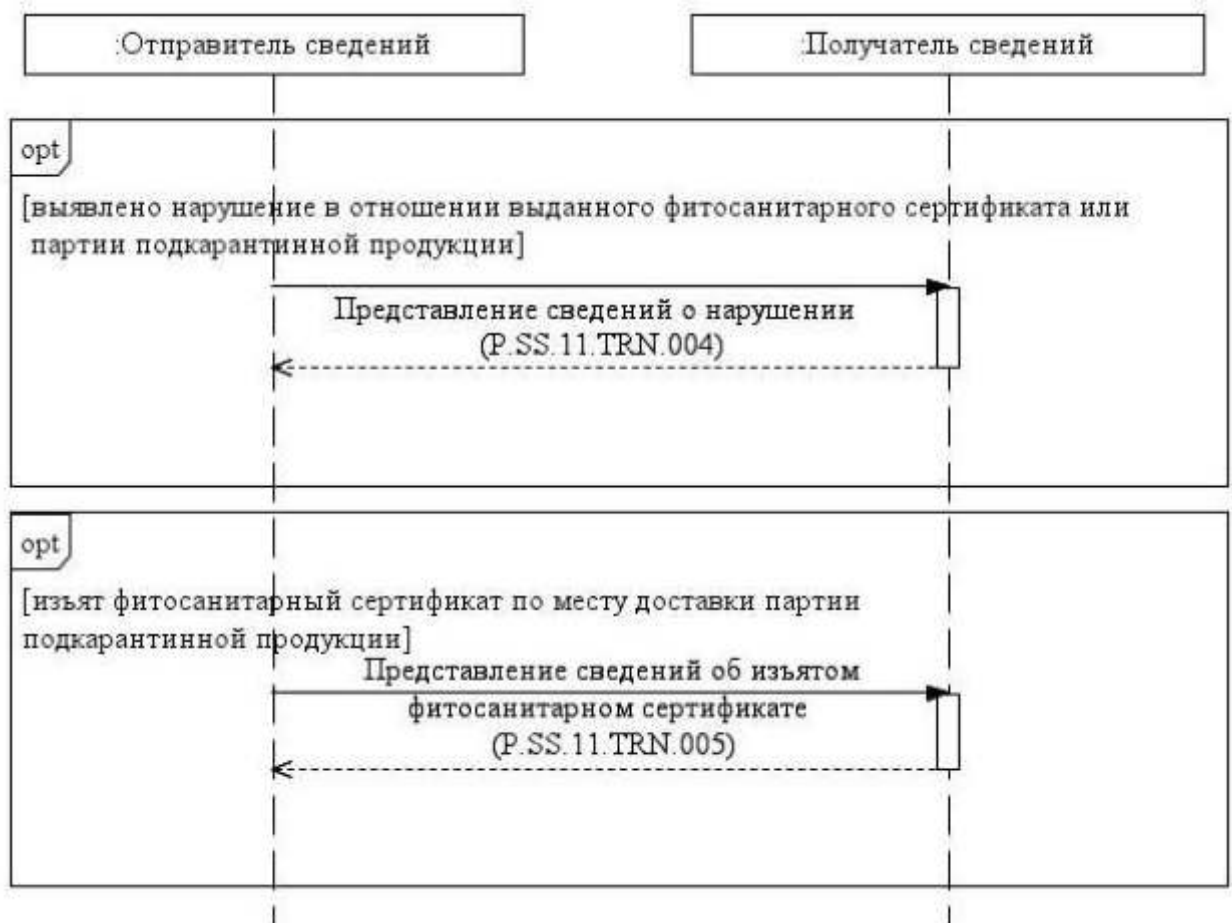 :Отправитель сведений
:Получатель сведений
opt
[выявлено нарушение в отношении выданного фитосанитарного сертификата или
партии подкарантинной продукции]
Представление сведений о нарушении
(P.SS.11.TRN.004)
opt
[изъят фитосанитарный сертификат по месту доставки партии
подкарантинной продукции]
Представление сведений об изъятом
фитосанитарном сертификате
(P.SS.11.TRN.005)